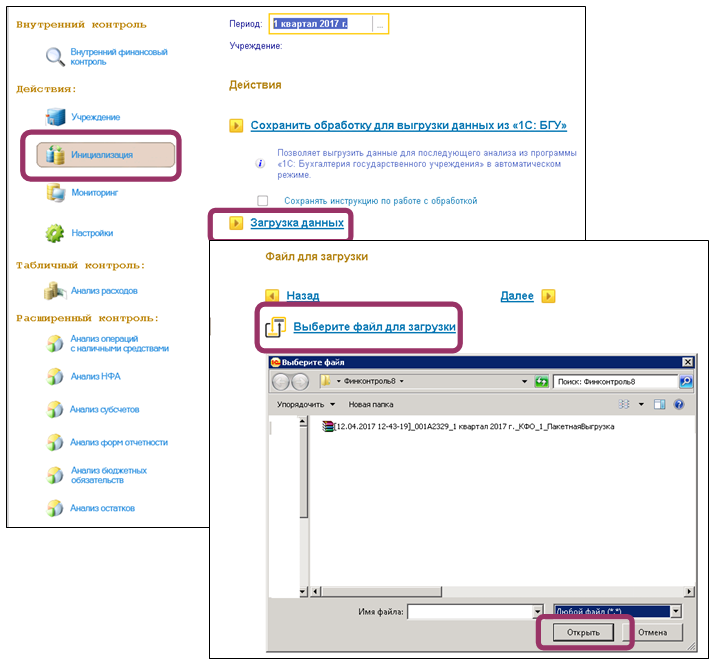 Внутренний контроль
Внутренний финансовый
контроль
Действия:
Учреждение
Инициализация
Мониторинг
Настройки
Табличный контроль:
Анализ расходов
Расширенный контроль:
Анализ операций
с наличными средствами
Анализ НФА
Анализ субсчетов
Анализ форм отчетности
Анализ бюджетных
обязательств
Анализ остатков
Период: 1 квартал 2017 г. ...
Учреждение:
Действия
Сохранить обработку для выгрузки данных из «1С: БГУ»
Позволяет выгрузить данные для последующего анализа из программы
«1С: Бухгалтерия государственного учреждения» в автоматическом
режиме.
Сохранять инструкцию по работе с обработкой
Загрузка данных
Файл для загрузки
Назад Далее
Выберите файл для загрузки
Выберите файл
Финконтроль8 Поиск: Финконтроль8
Упорядочить Новая папка
[12.04.2017 12-43-19]_001А2329_1 квартал 2017 г._КФО_1_ПакетнаяВыгрузка
Имя файла: Любой файл (*.*)
Открыть Отмена